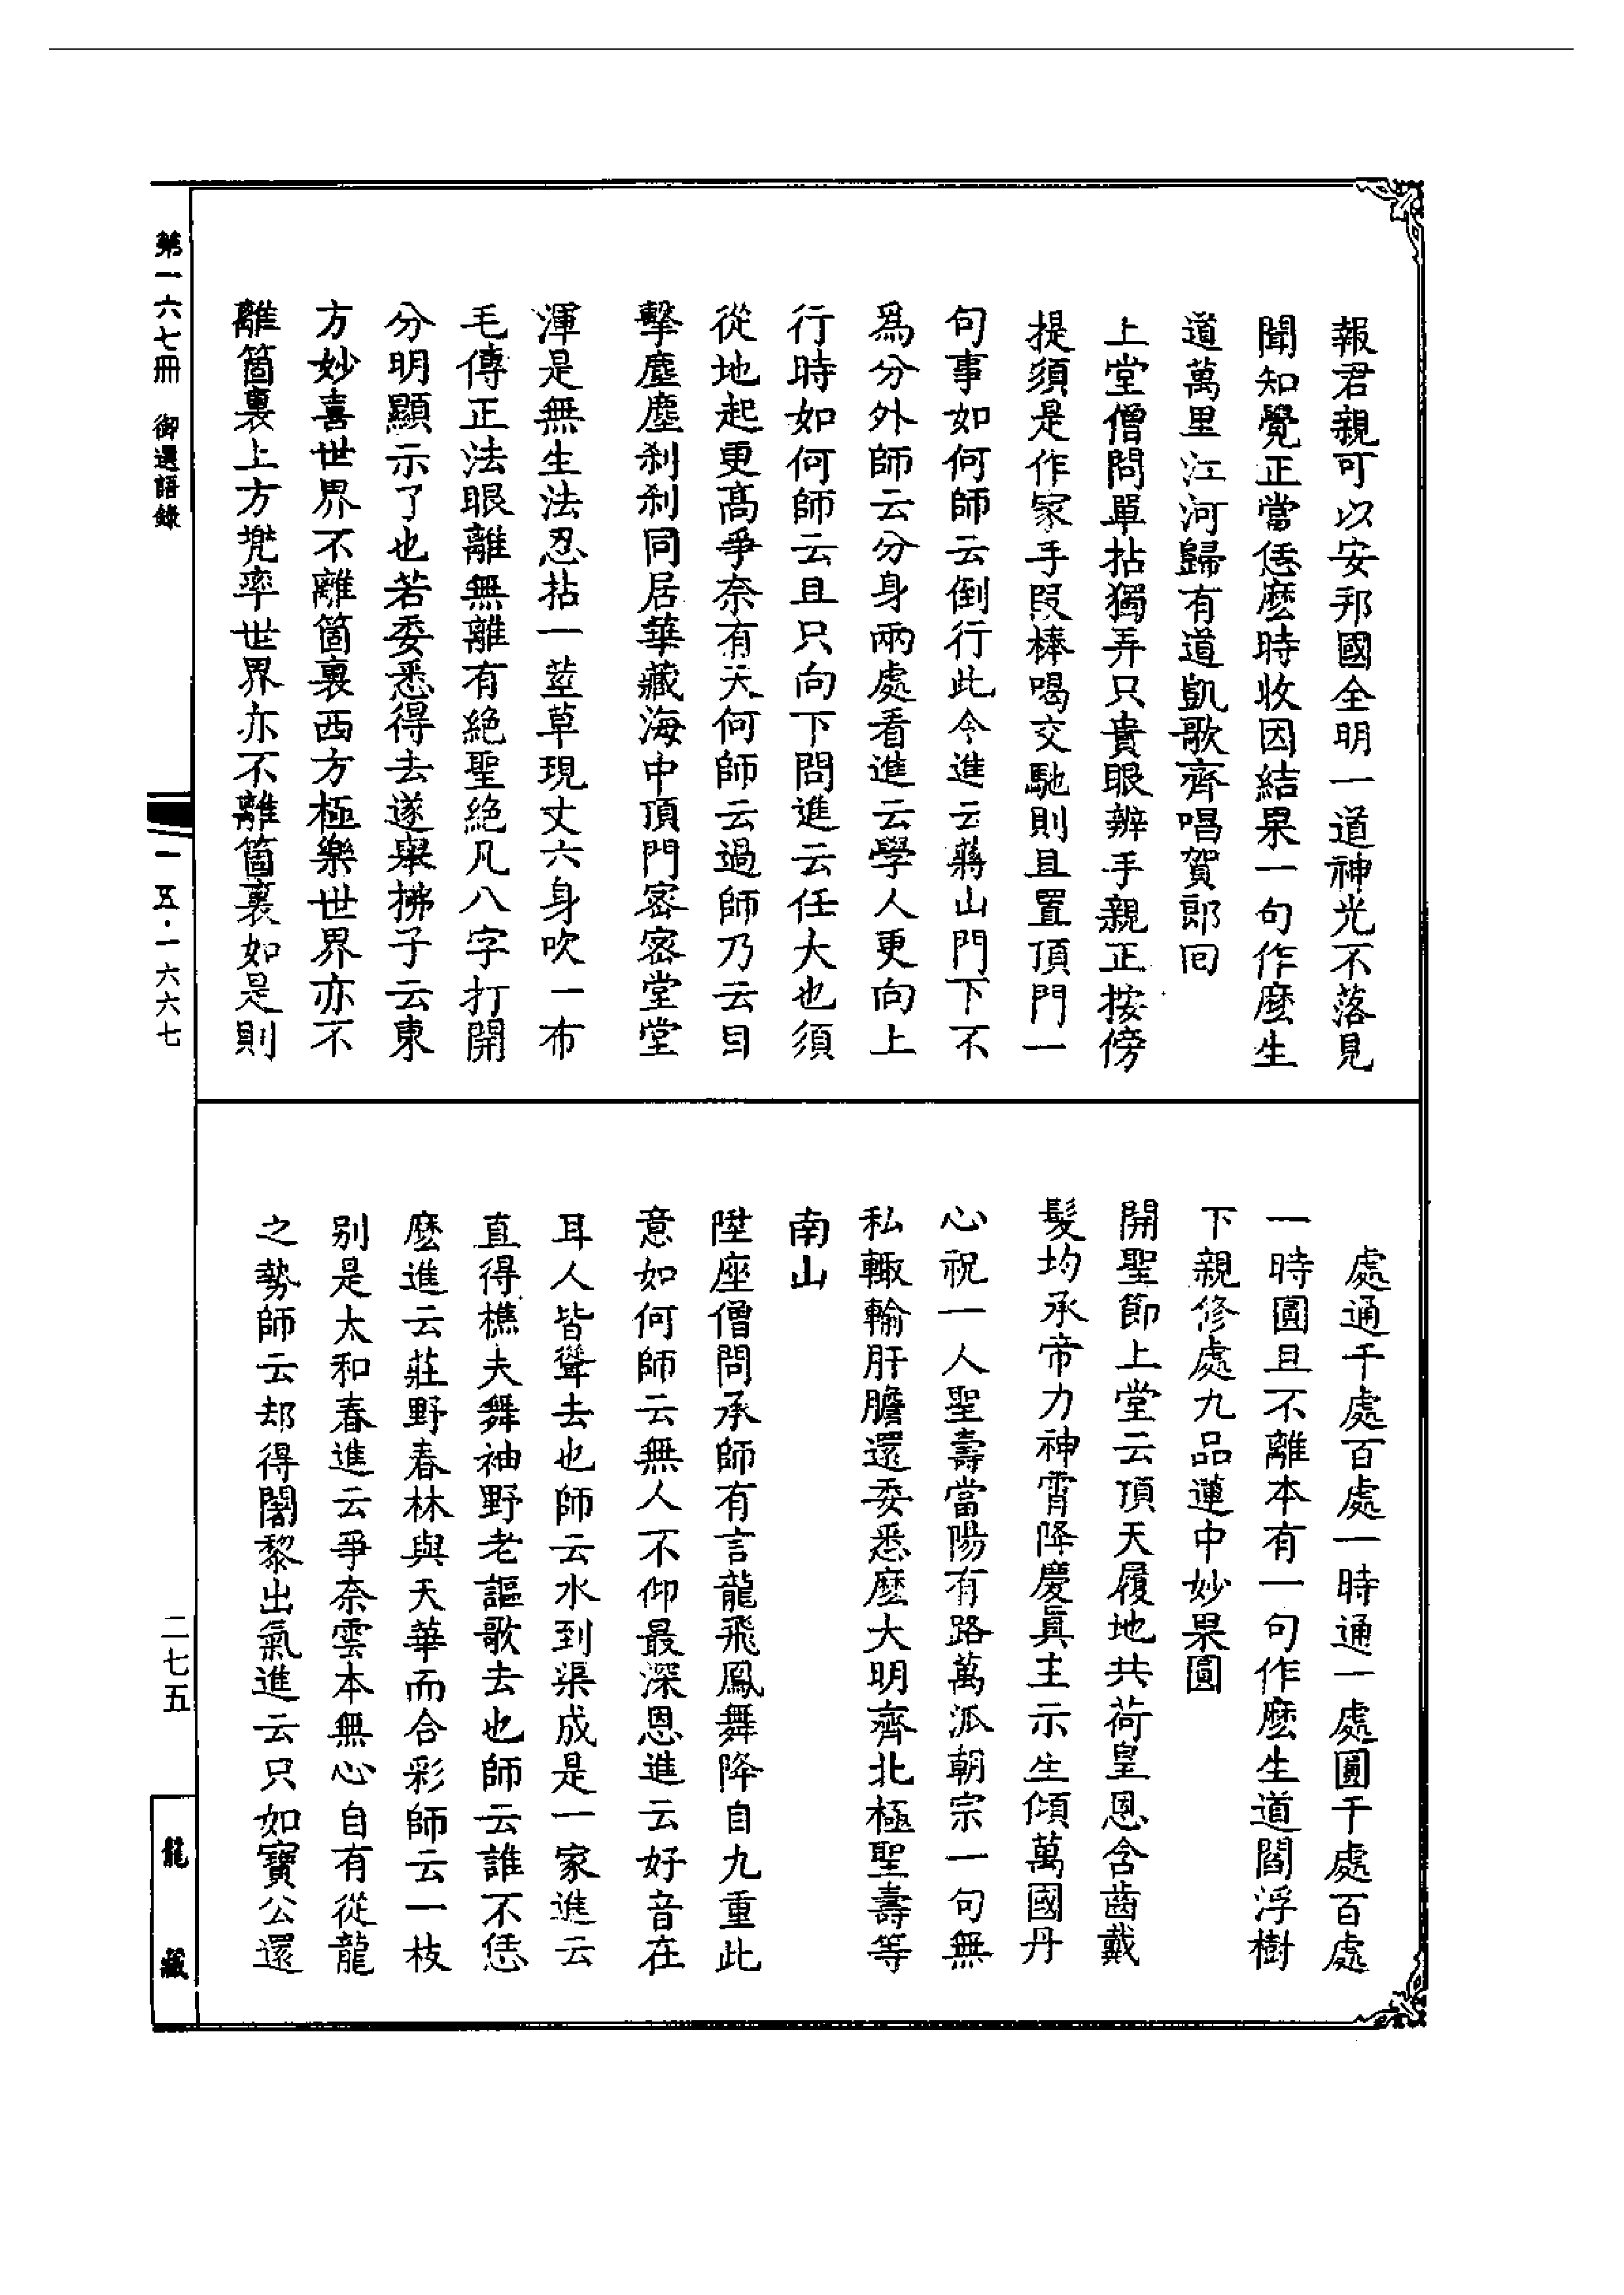 報君親可以安邦國全明一道神光不落見
聞知覺正當恁麽時收因結果一句作麽生
道萬里江河歸有道凱歌齊唱賀郎回
上堂僧問單拈獨弄只貴眼辨手親正按傍
提須是作家手段棒喝交馳則且置頂門一
句事如何師云倒行此令進云蔣山門下不
爲分外師云分身兩處看進云學人更向上
行時如何師云且只向下問進云任大也須
從地起更髙爭奈有天何師云過師乃云目
擊塵塵刹刹同居華藏海中頂門密密堂堂
渾是無生法忍拈一莖草現丈六身吹一布
毛傳正法眼離無離有絶聖絶凡八字打開
分明顯示了也若委悉得去遂舉拂子云東
方妙喜世界不離箇裏西方極樂世界亦不
離箇裏上方兠率世界亦不離箇裏如是則
處通千處百處一時通一處圓千處百處
一時圓且不離本有一句作麽生道閻浮樹
下親修處九品蓮中妙果圓
開聖節上堂云頂天履地共荷皇恩含齒戴
髮均承帝力神霄降慶眞主示生傾萬國丹
心祝一人聖壽當陽有路萬派朝宗一句無
私轍輸肝膽還委悉麽大明齊北極聖壽等
南山
陞座僧問承師有言龍飛鳳舞降自九重此
意如何師云無人不仰最深恩進云好音在
耳人皆聳去也師云水到渠成是一家進云
直得樵夫舞袖野老謳歌去也師云誰不恁
麽進云莊野春林與天華而合彩師云一枝
别是太和春進云爭奈雲本無心自有從龍
之勢師云却得闍黎出氣進云只如寶公還
第一六七冊 御選語錄
一一五·一六六七
二七五
龍藏